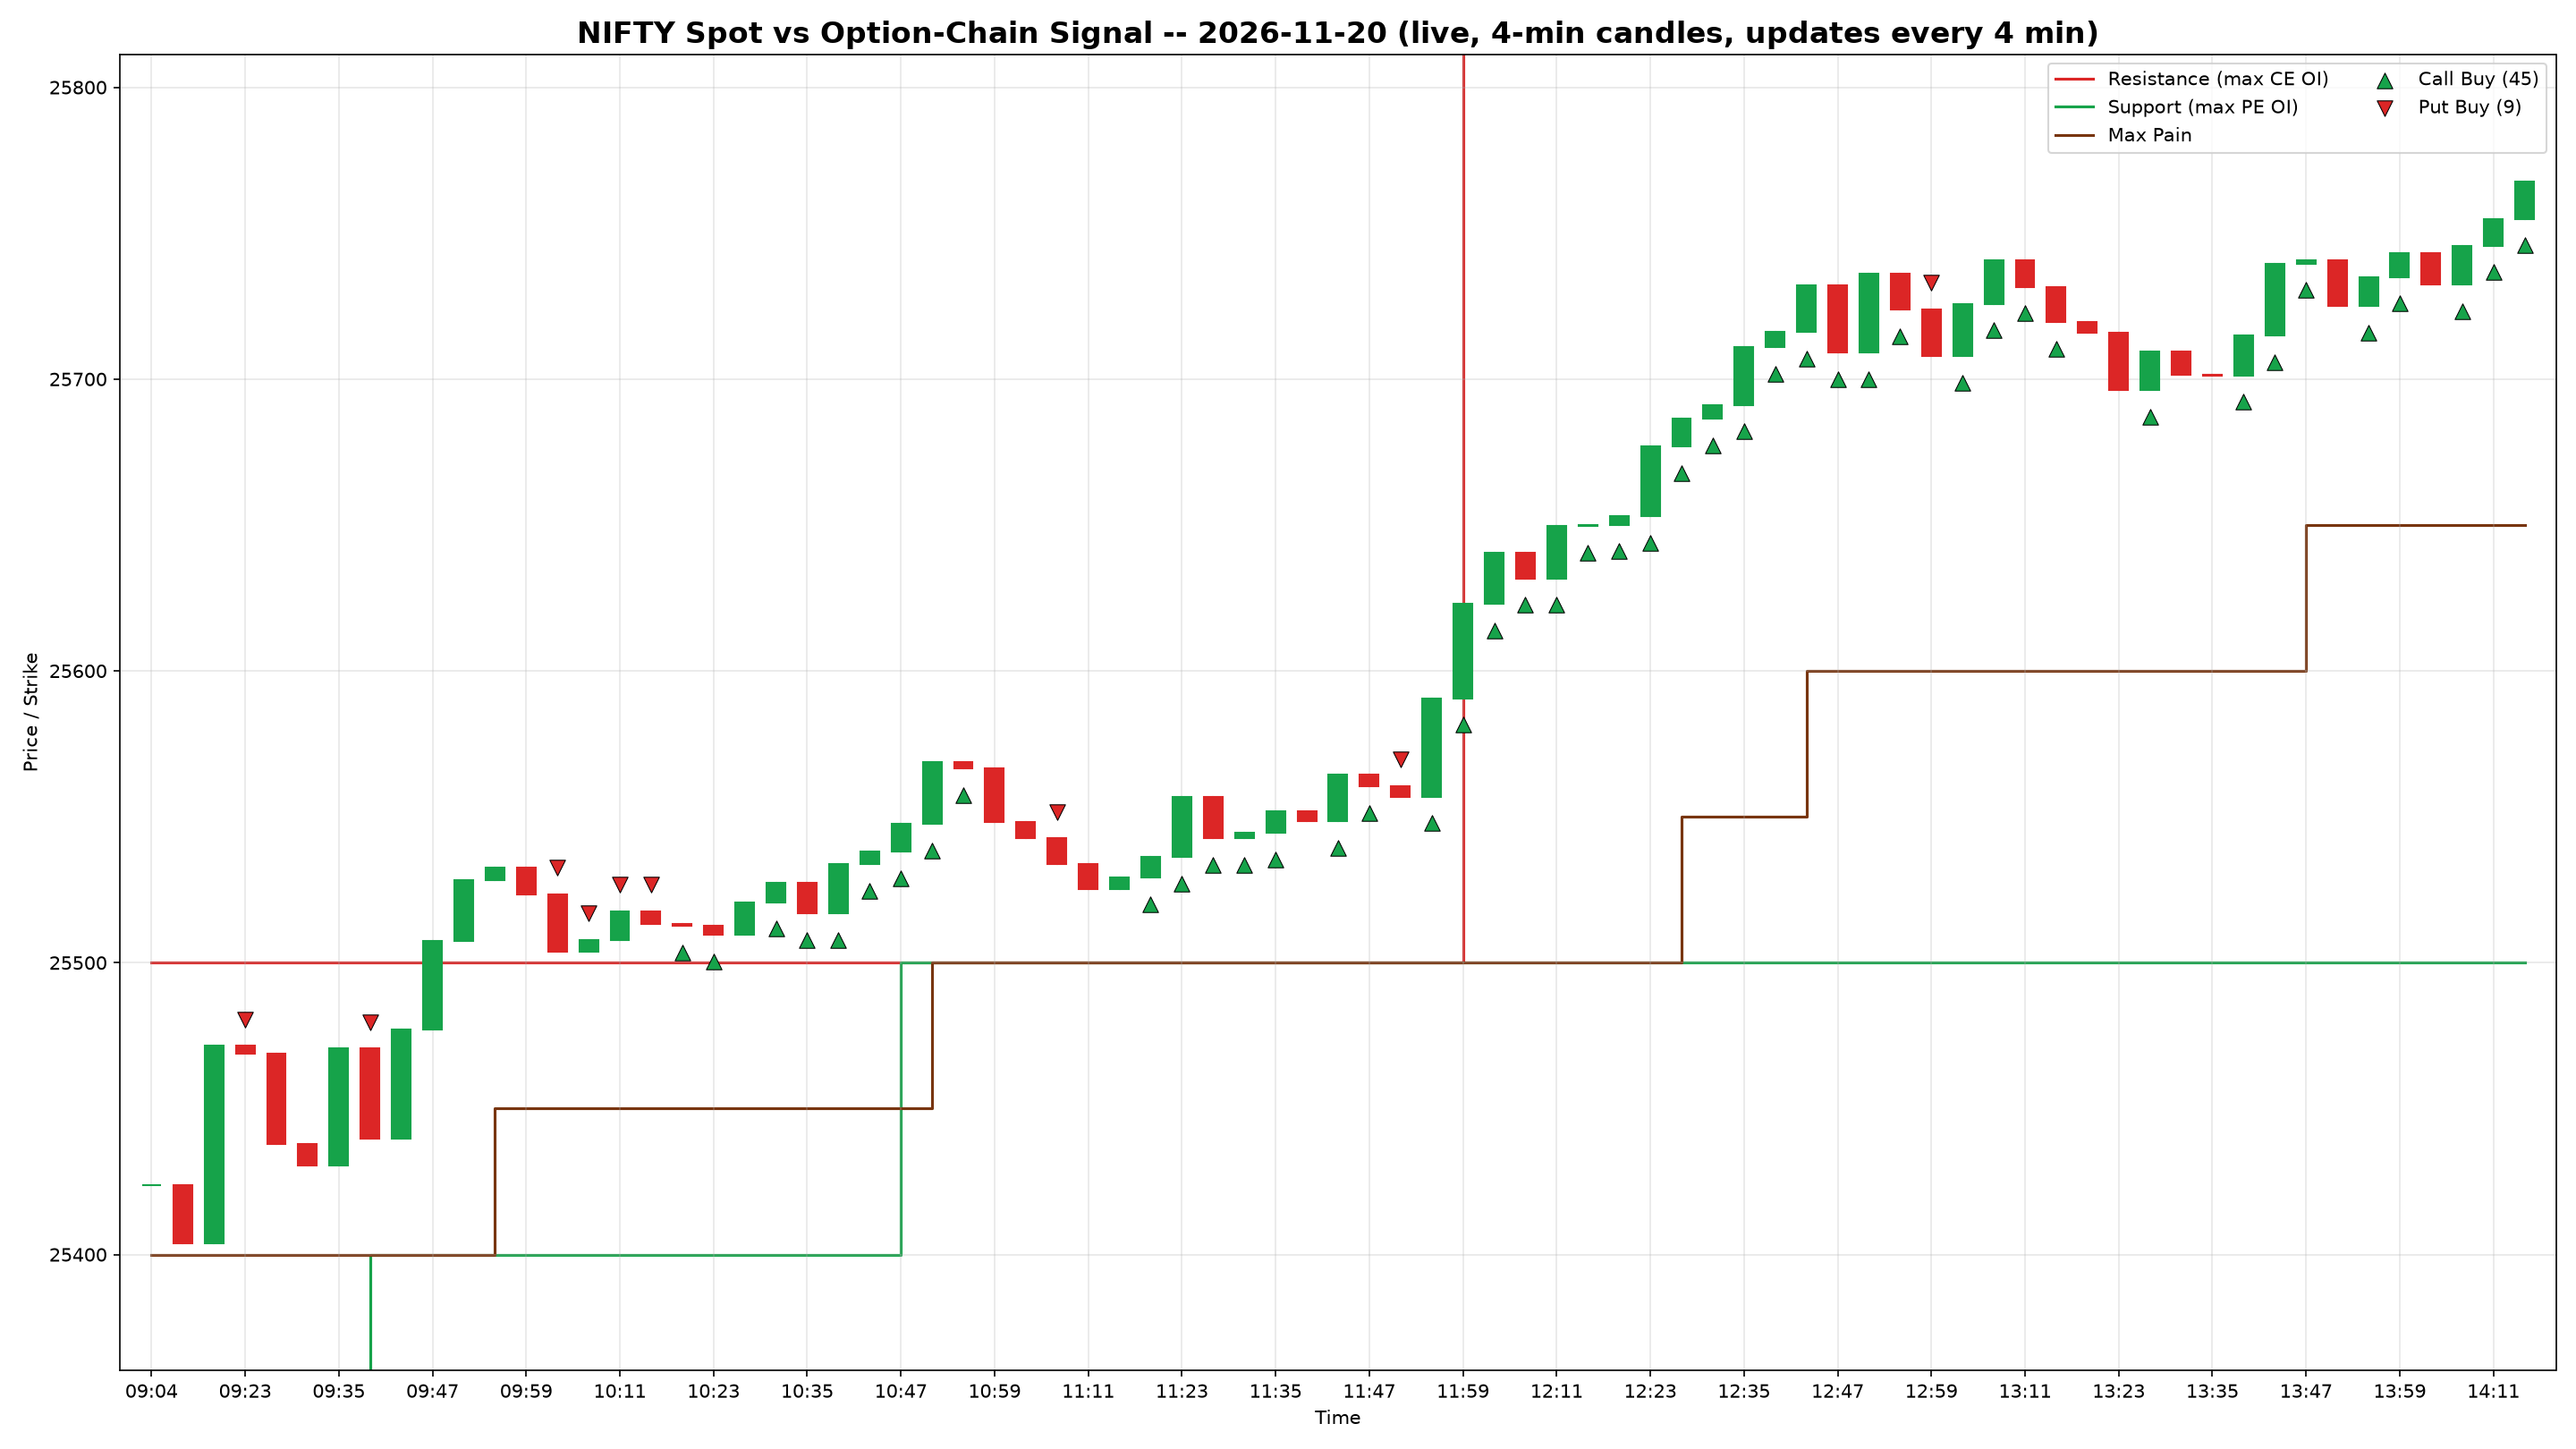 NIFTY Spot vs Option-Chain Signal -- 2026-11-20 (live, 4-min candles, updates every 4 min)
Resistance (max CE OI)
Support (max PE OI)
Max Pain
Call Buy (45)
Put Buy (9)
Price / Strike
25800
25700
25600
25500
25400
09:04 09:23 09:35 09:47 09:59 10:11 10:23 10:35 10:47 10:59 11:11 11:23 11:35 11:47 11:59 12:11 12:23 12:35 12:47 12:59 13:11 13:23 13:35 13:47 13:59 14:11
Time